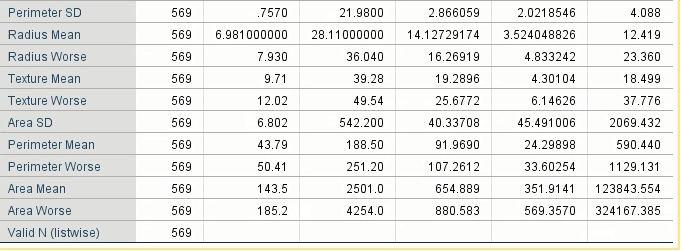 Perimeter SD 569 .7570 21.9800 2.866059 2.0218546 4.088
Radius Mean 569 6.981000000 28.11000000 14.12729174 3.524048826 12.419
Radius Worse 569 7.930 36.040 16.26919 4.833242 23.360
Texture Mean 569 9.71 39.28 19.2896 4.30104 18.499
Texture Worse 569 12.02 49.54 25.6772 6.14626 37.776
Area SD 569 6.802 542.200 40.33708 45.491006 2069.432
Perimeter Mean 569 43.79 188.50 91.9690 24.29898 590.440
Perimeter Worse 569 50.41 251.20 107.2612 33.60254 1129.131
Area Mean 569 143.5 2501.0 654.889 351.9141 123843.554
Area Worse 569 185.2 4254.0 880.583 569.3570 324167.385
Valid N (listwise) 569